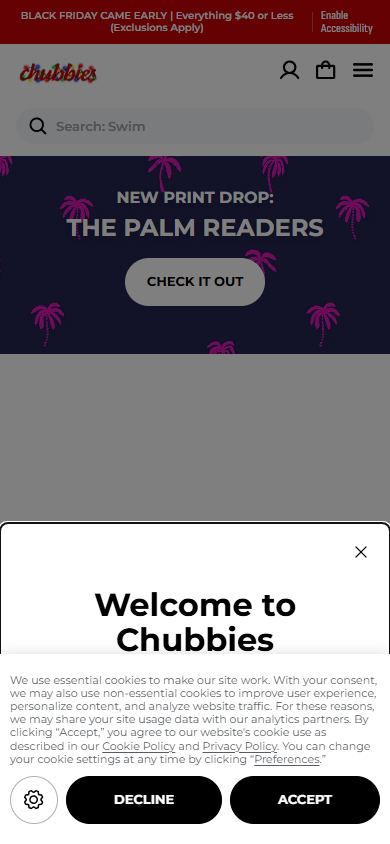 BLACK FRIDAY CAME EARLY | Everything $40 or Less
(Exclusions Apply)
Enable
Accessibility
chubbies
Search: Swim
NEW PRINT DROP:
THE PALM READERS
CHECK IT OUT
Welcome to
Chubbies
We use essential cookies to make our site work. With your consent,
we may also use non-essential cookies to improve user experience,
personalize content, and analyze website traffic. For these reasons,
we may share your site usage data with our analytics partners. By
clicking “Accept,” you agree to our website's cookie use as
described in our Cookie Policy and Privacy Policy. You can change
your cookie settings at any time by clicking “Preferences.”
DECLINE
ACCEPT